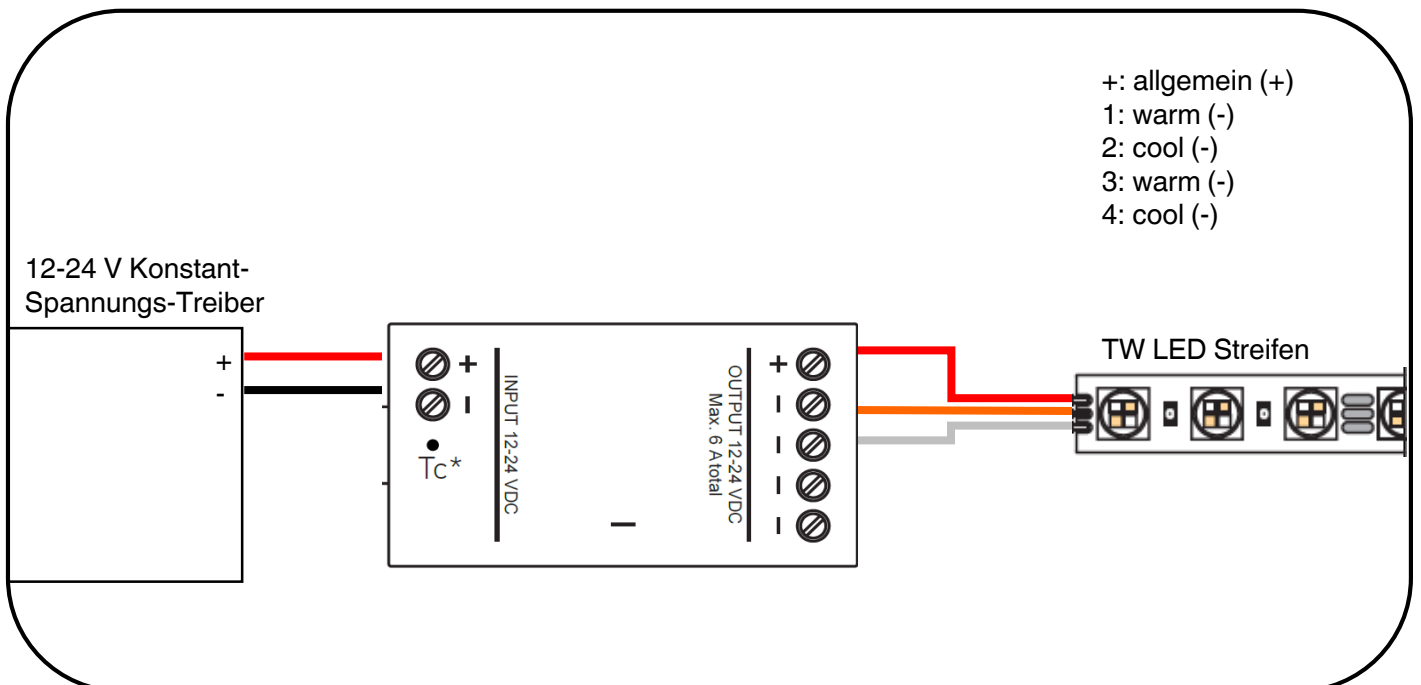 +: allgemein (+)
1: warm (-)
2: cool (-)
3: warm (-)
4: cool (-)
12-24 V Konstant-
Spannungs-Treiber
+
-
+
-
Tc*
INPUT 12-24 VDC
OUTPUT 12-24 VDC
Max. 6 A total
+
-
-
-
-
TW LED Streifen